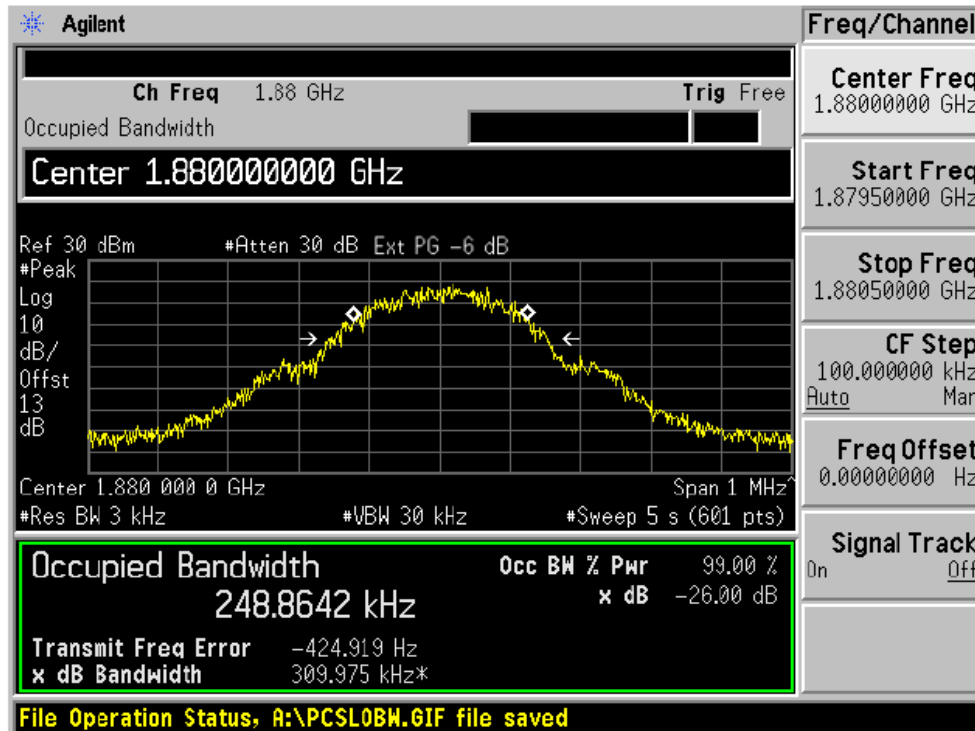 Agilent
Freq/Channel
Ch Freq 1.88 GHz Trig Free
Occupied Bandwidth
Center 1.880000000 GHz
Ref 30 dBm #Atten 30 dB Ext PG -6 dB
#Peak
Log
10
dB/
Offst
13
dB
Center 1.880 000 0 GHz Span 1 MHz^
#Res BW 3 kHz #VBW 30 kHz #Sweep 5 s (601 pts)
Occupied Bandwidth Occ BW % Pwr 99.00 %
248.8642 kHz x dB -26.00 dB
Transmit Freq Error -424.919 Hz
x dB Bandwidth 309.975 kHz*
File Operation Status, A:\PCSLOBW.GIF file saved
Center Freq
1.88000000 GHz
Start Freq
1.87950000 GHz
Stop Freq
1.88050000 GHz
CF Step
100.000000 kHz
Auto Man
Freq Offset
0.00000000 Hz
Signal Track
On Off